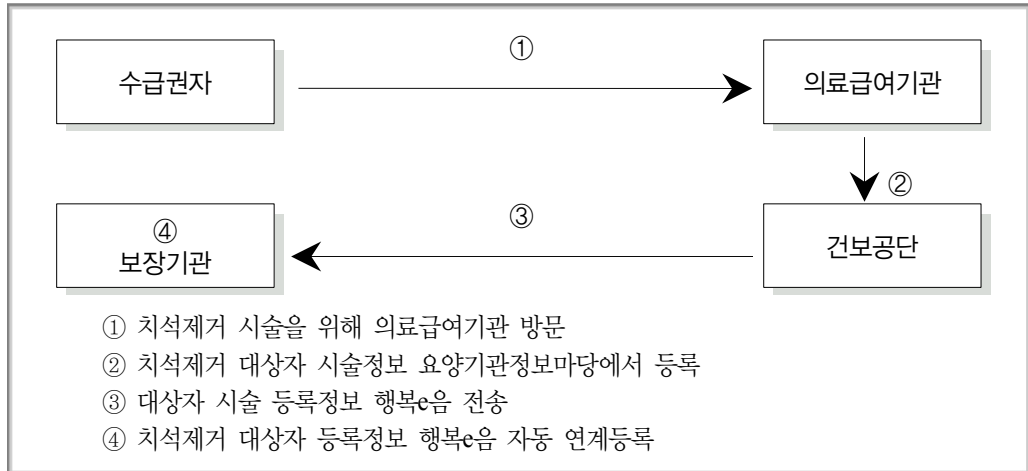 ①
수급권자
의료급여기관
②
③
④
보장기관
건보공단
① 치석제거 시술을 위해 의료급여기관 방문
② 치석제거 대상자 시술정보 요양기관정보마당에서 등록
③ 대상자 시술 등록정보 행복e음 전송
④ 치석제거 대상자 등록정보 행복e음 자동 연계등록